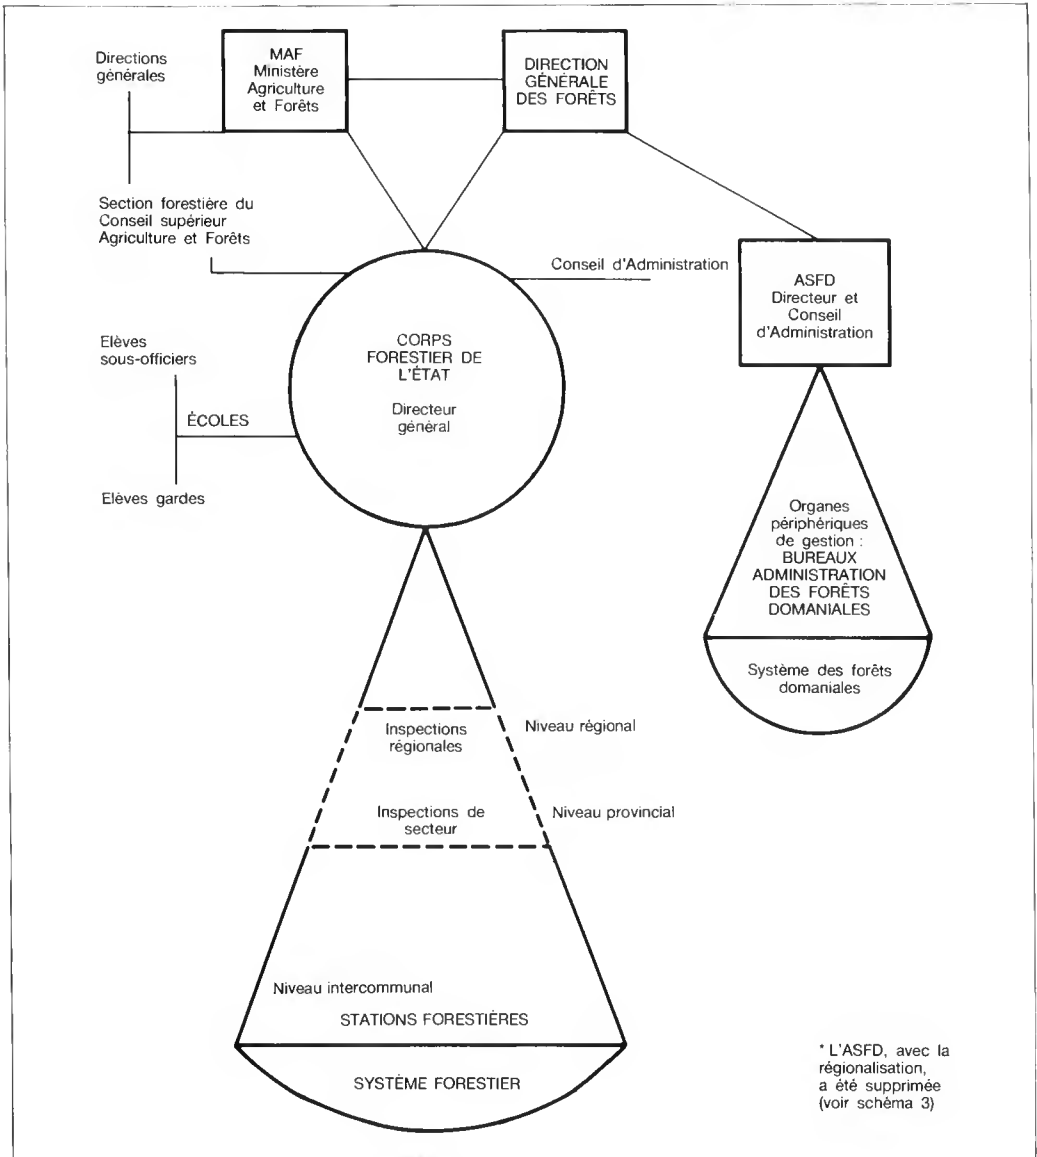 Directions
générales
MAF
Ministère
Agriculture
et Forêts
DIRECTION
GÉNÉRALE
DES FORÊTS
Section forestière du
Conseil supérieur
Agriculture et Forêts
Conseil d'Administration
ASFD
Directeur et
Conseil
d'Administration
Elèves
sous-officiers
ÉCOLES
Elèves gardes
CORPS
FORESTIER DE
L'ÉTAT
Directeur
général
Organes
périphériques
de gestion :
BUREAUX
ADMINISTRATION
DES FORÊTS
DOMANIALES
Système des forêts
domaniales
Inspections
régionales
Niveau régional
Inspections de
secteur
Niveau provincial
Niveau intercommunal
STATIONS FORESTIÈRES
SYSTÈME FORESTIER
* L'ASFD, avec la
régionalisation,
a été supprimée
(voir schéma 3)